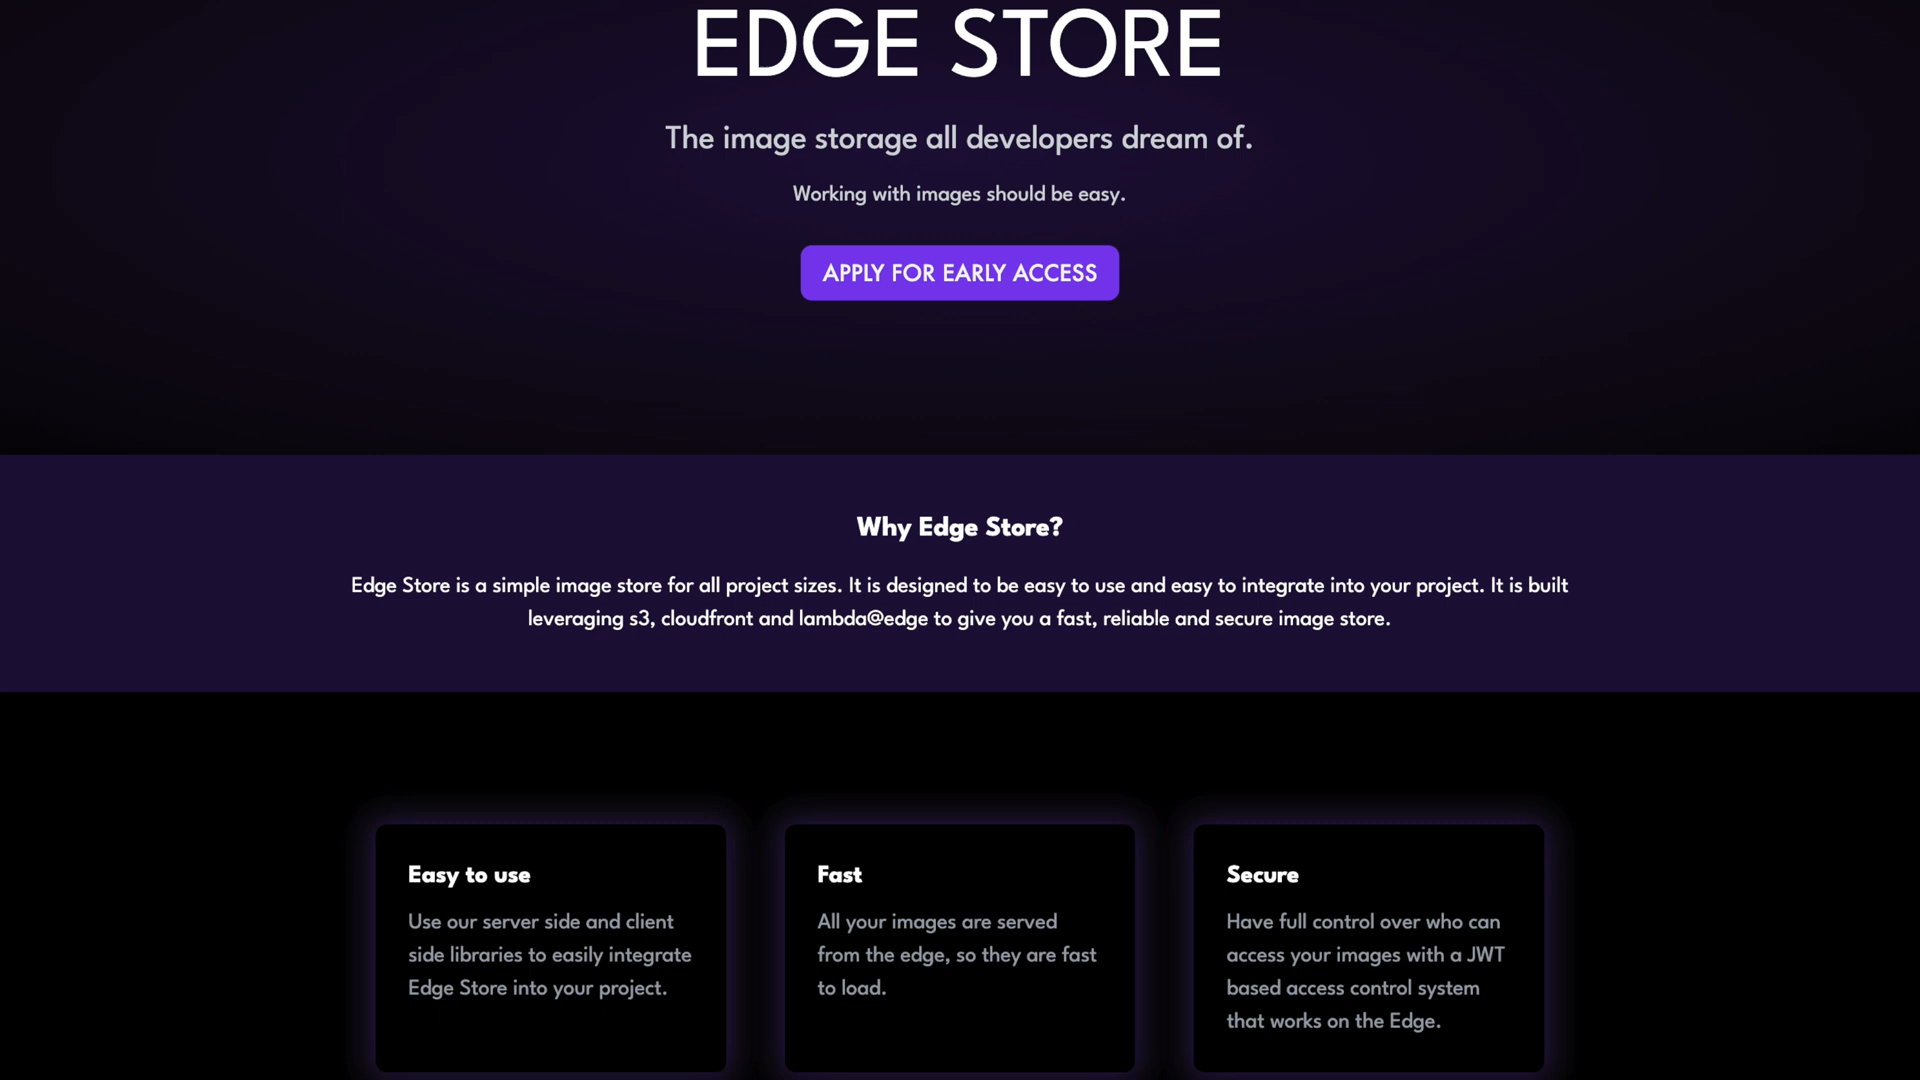 EDGE STORE
The image storage all developers dream of.
Working with images should be easy.
APPLY FOR EARLY ACCESS
Why Edge Store?
Edge Store is a simple image store for all project sizes. It is designed to be easy to use and easy to integrate into your project. It is built
leveraging s3, cloudfront and lambda@edge to give you a fast, reliable and secure image store.
Easy to use
Use our server side and client
side libraries to easily integrate
Edge Store into your project.
Fast
All your images are served
from the edge, so they are fast
to load.
Secure
Have full control over who can
access your images with a JWT
based access control system
that works on the Edge.